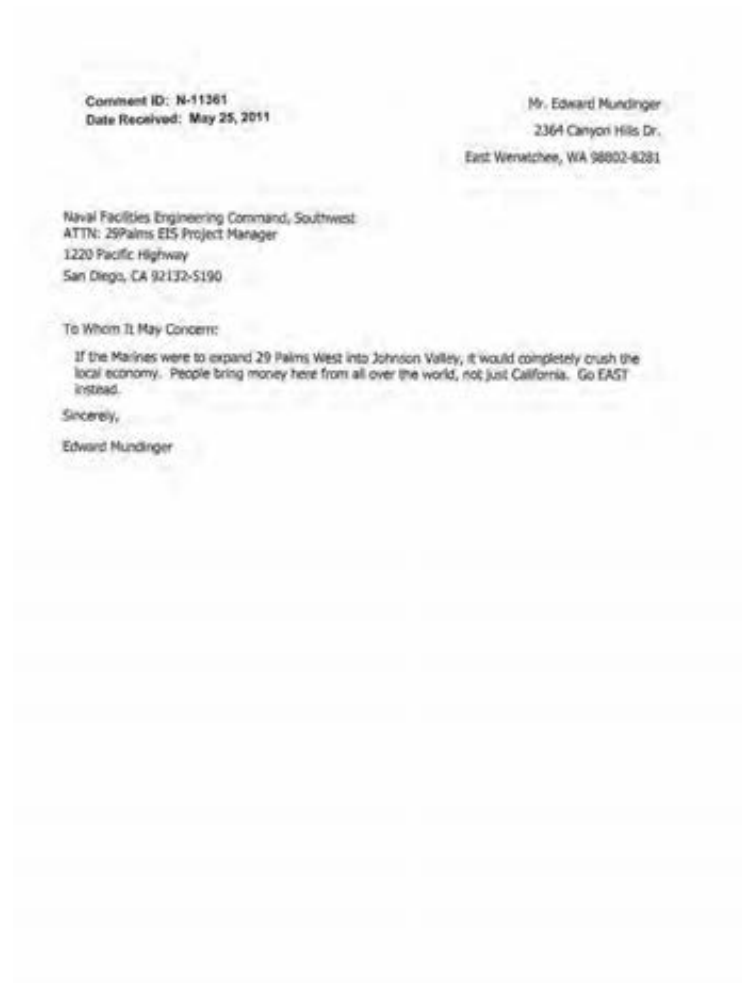 Comment ID: N-11361
Date Received: May 25, 2011
Mr. Edward Mundinger
2364 Canyon Hills Dr.
East Wenatchee, WA 98802-8281
Naval Facilities Engineering Command, Southwest
ATTN: 29Palms EIS Project Manager
1220 Pacific Highway
San Diego, CA 92132-5190
To Whom It May Concern:
If the Marines were to expand 29 Palms West into Johnson Valley, it would completely crush the
local economy. People bring money here from all over the world, not just California. Go EAST
instead.
Sincerely,
Edward Mundinger